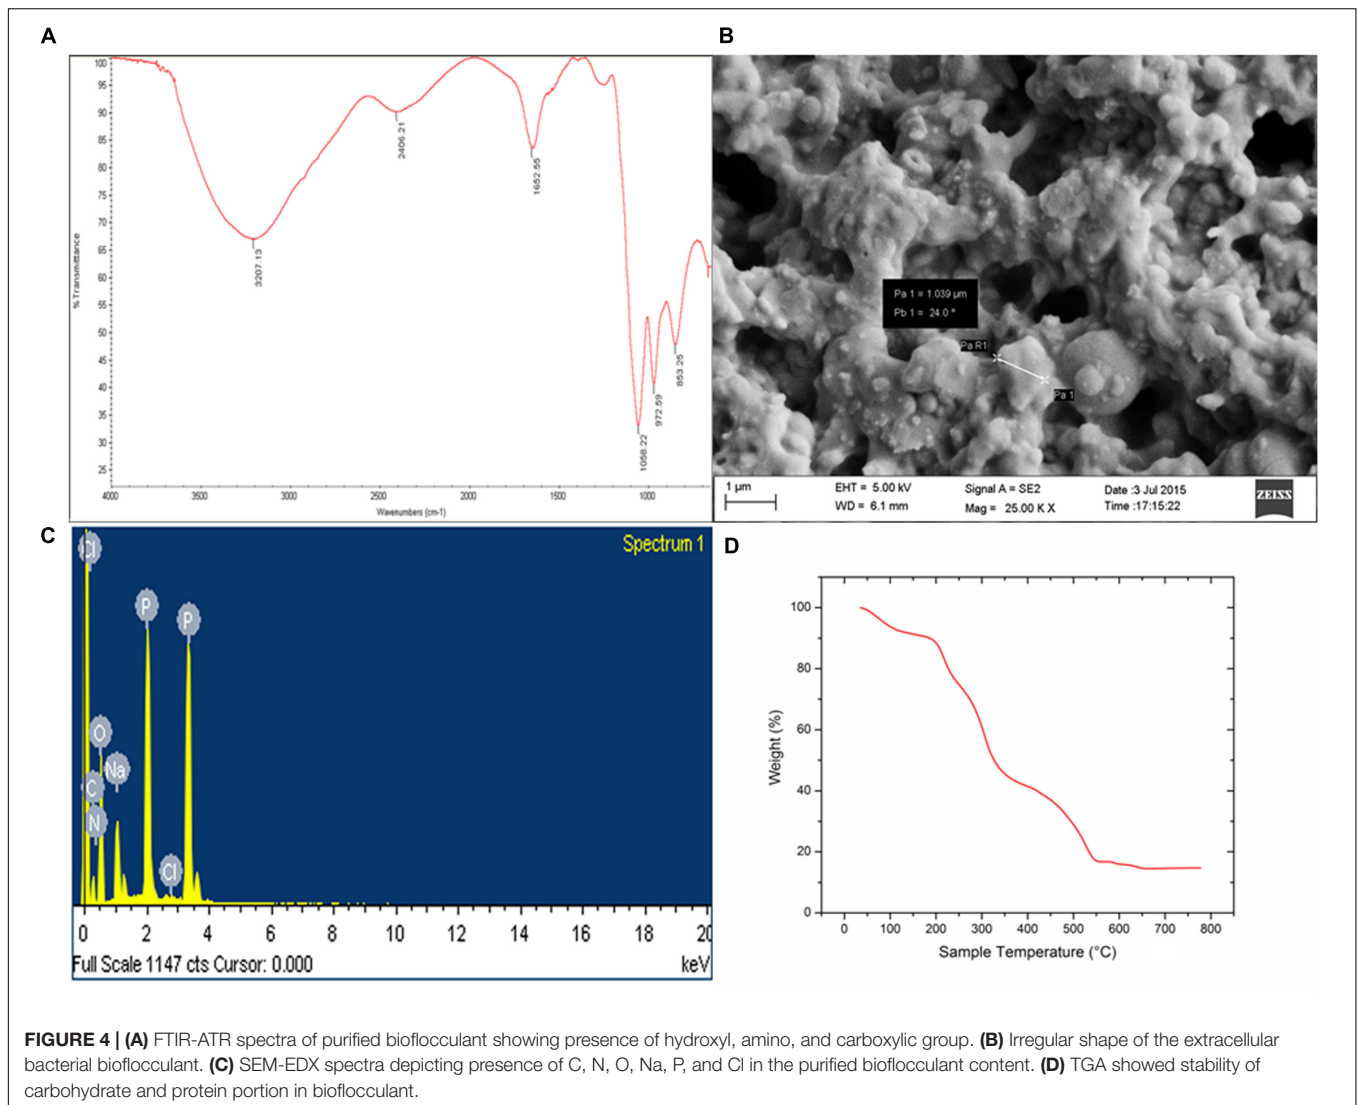 A
100
95
90
85
80
75
70
65
60
55
50
45
40
35
30
25
%Transmittance
3207.13
2406.21
1652.55
1058.22
972.59
853.25
4000 3500 3000 2500 2000 1500 1000
Wavenumbers (cm-1)
B
Pa 1 = 1.039 µm
Pb 1 = 24.0 °
Pa R1
Pa 1
1 µm
EHT = 5.00 kV Signal A = SE2 Date :3 Jul 2015
WD = 6.1 mm Mag = 25.00 K X Time :17:15:22
ZEISS
C
Spectrum 1
Cl
P
P
O
Na
C
N
Cl
0 2 4 6 8 10 12 14 16 18 20
Full Scale 1147 cts Cursor: 0.000 keV
D
100
80
60
40
20
0
Weight (%)
0 100 200 300 400 500 600 700 800
Sample Temperature (°C)
FIGURE 4 | (A) FTIR-ATR spectra of purified bioflocculant showing presence of hydroxyl, amino, and carboxylic group. (B) Irregular shape of the extracellular
bacterial bioflocculant. (C) SEM-EDX spectra depicting presence of C, N, O, Na, P, and Cl in the purified bioflocculant content. (D) TGA showed stability of
carbohydrate and protein portion in bioflocculant.